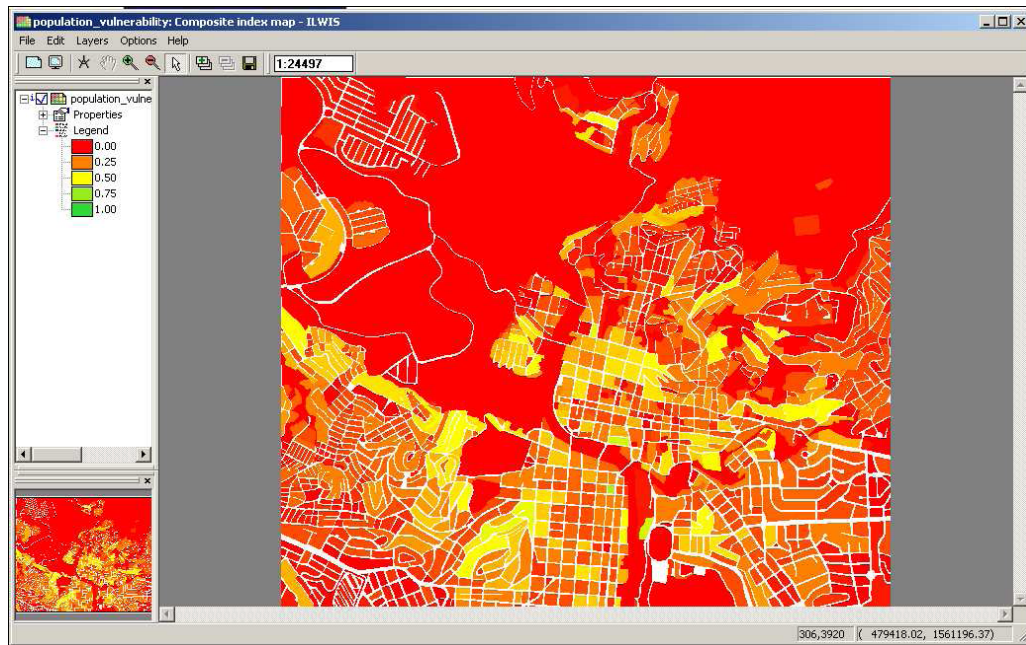 population_vulnerability: Composite index map - ILWIS
File Edit Layers Options Help
1:24497
population_vulne
Properties
Legend
0.00
0.25
0.50
0.75
1.00
306,3920 ( 479418.02, 1561196.37)